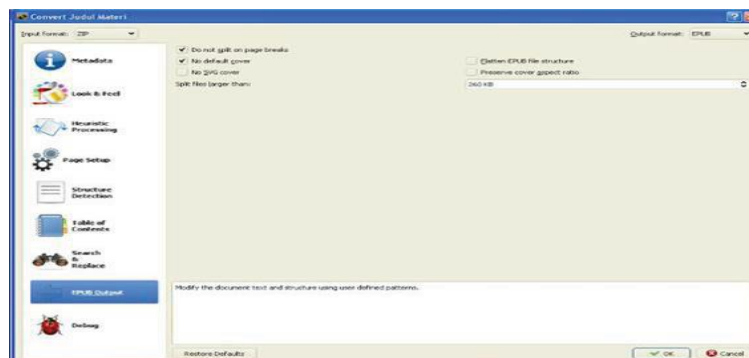 Convert Judul Materi
Input format: ZIP
Output format: EPUB
Metadata
Look & Feel
Heuristic
Processing
Page Setup
Structure
Detection
Table of
Contents
Search
&
Replace
EPUB Output
Debug
Do not split on page breaks
No default cover
Flatten EPUB file structure
No SVG cover
Preserve cover aspect ratio
Split files larger than:
260 KB
Modify the document text and structure using user defined patterns.
Restore Defaults
OK
Cancel